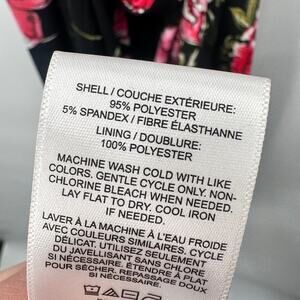 SHELL / COUCHE EXTÉRIEURE:
95% POLYESTER
5% SPANDEX / FIBRE ÉLASTHANNE
LINING / DOUBLURE:
100% POLYESTER
MACHINE WASH COLD WITH LIKE
COLORS. GENTLE CYCLE ONLY. NON-
CHLORINE BLEACH WHEN NEEDED.
LAY FLAT TO DRY. COOL IRON
IF NEEDED.
LAVER À LA MACHINE À L'EAU FROIDE
AVEC COULEURS SIMILAIRES. CYCLE
DÉLICAT. UTILISEZ SEULEMENT
DU JAVELLISANT SANS CHLORE
SI NÉCESSAIRE. ÉTENDRE À PLAT
POUR SÉCHER. REPASSAGE DOUX
SI NÉCESSAIRE.